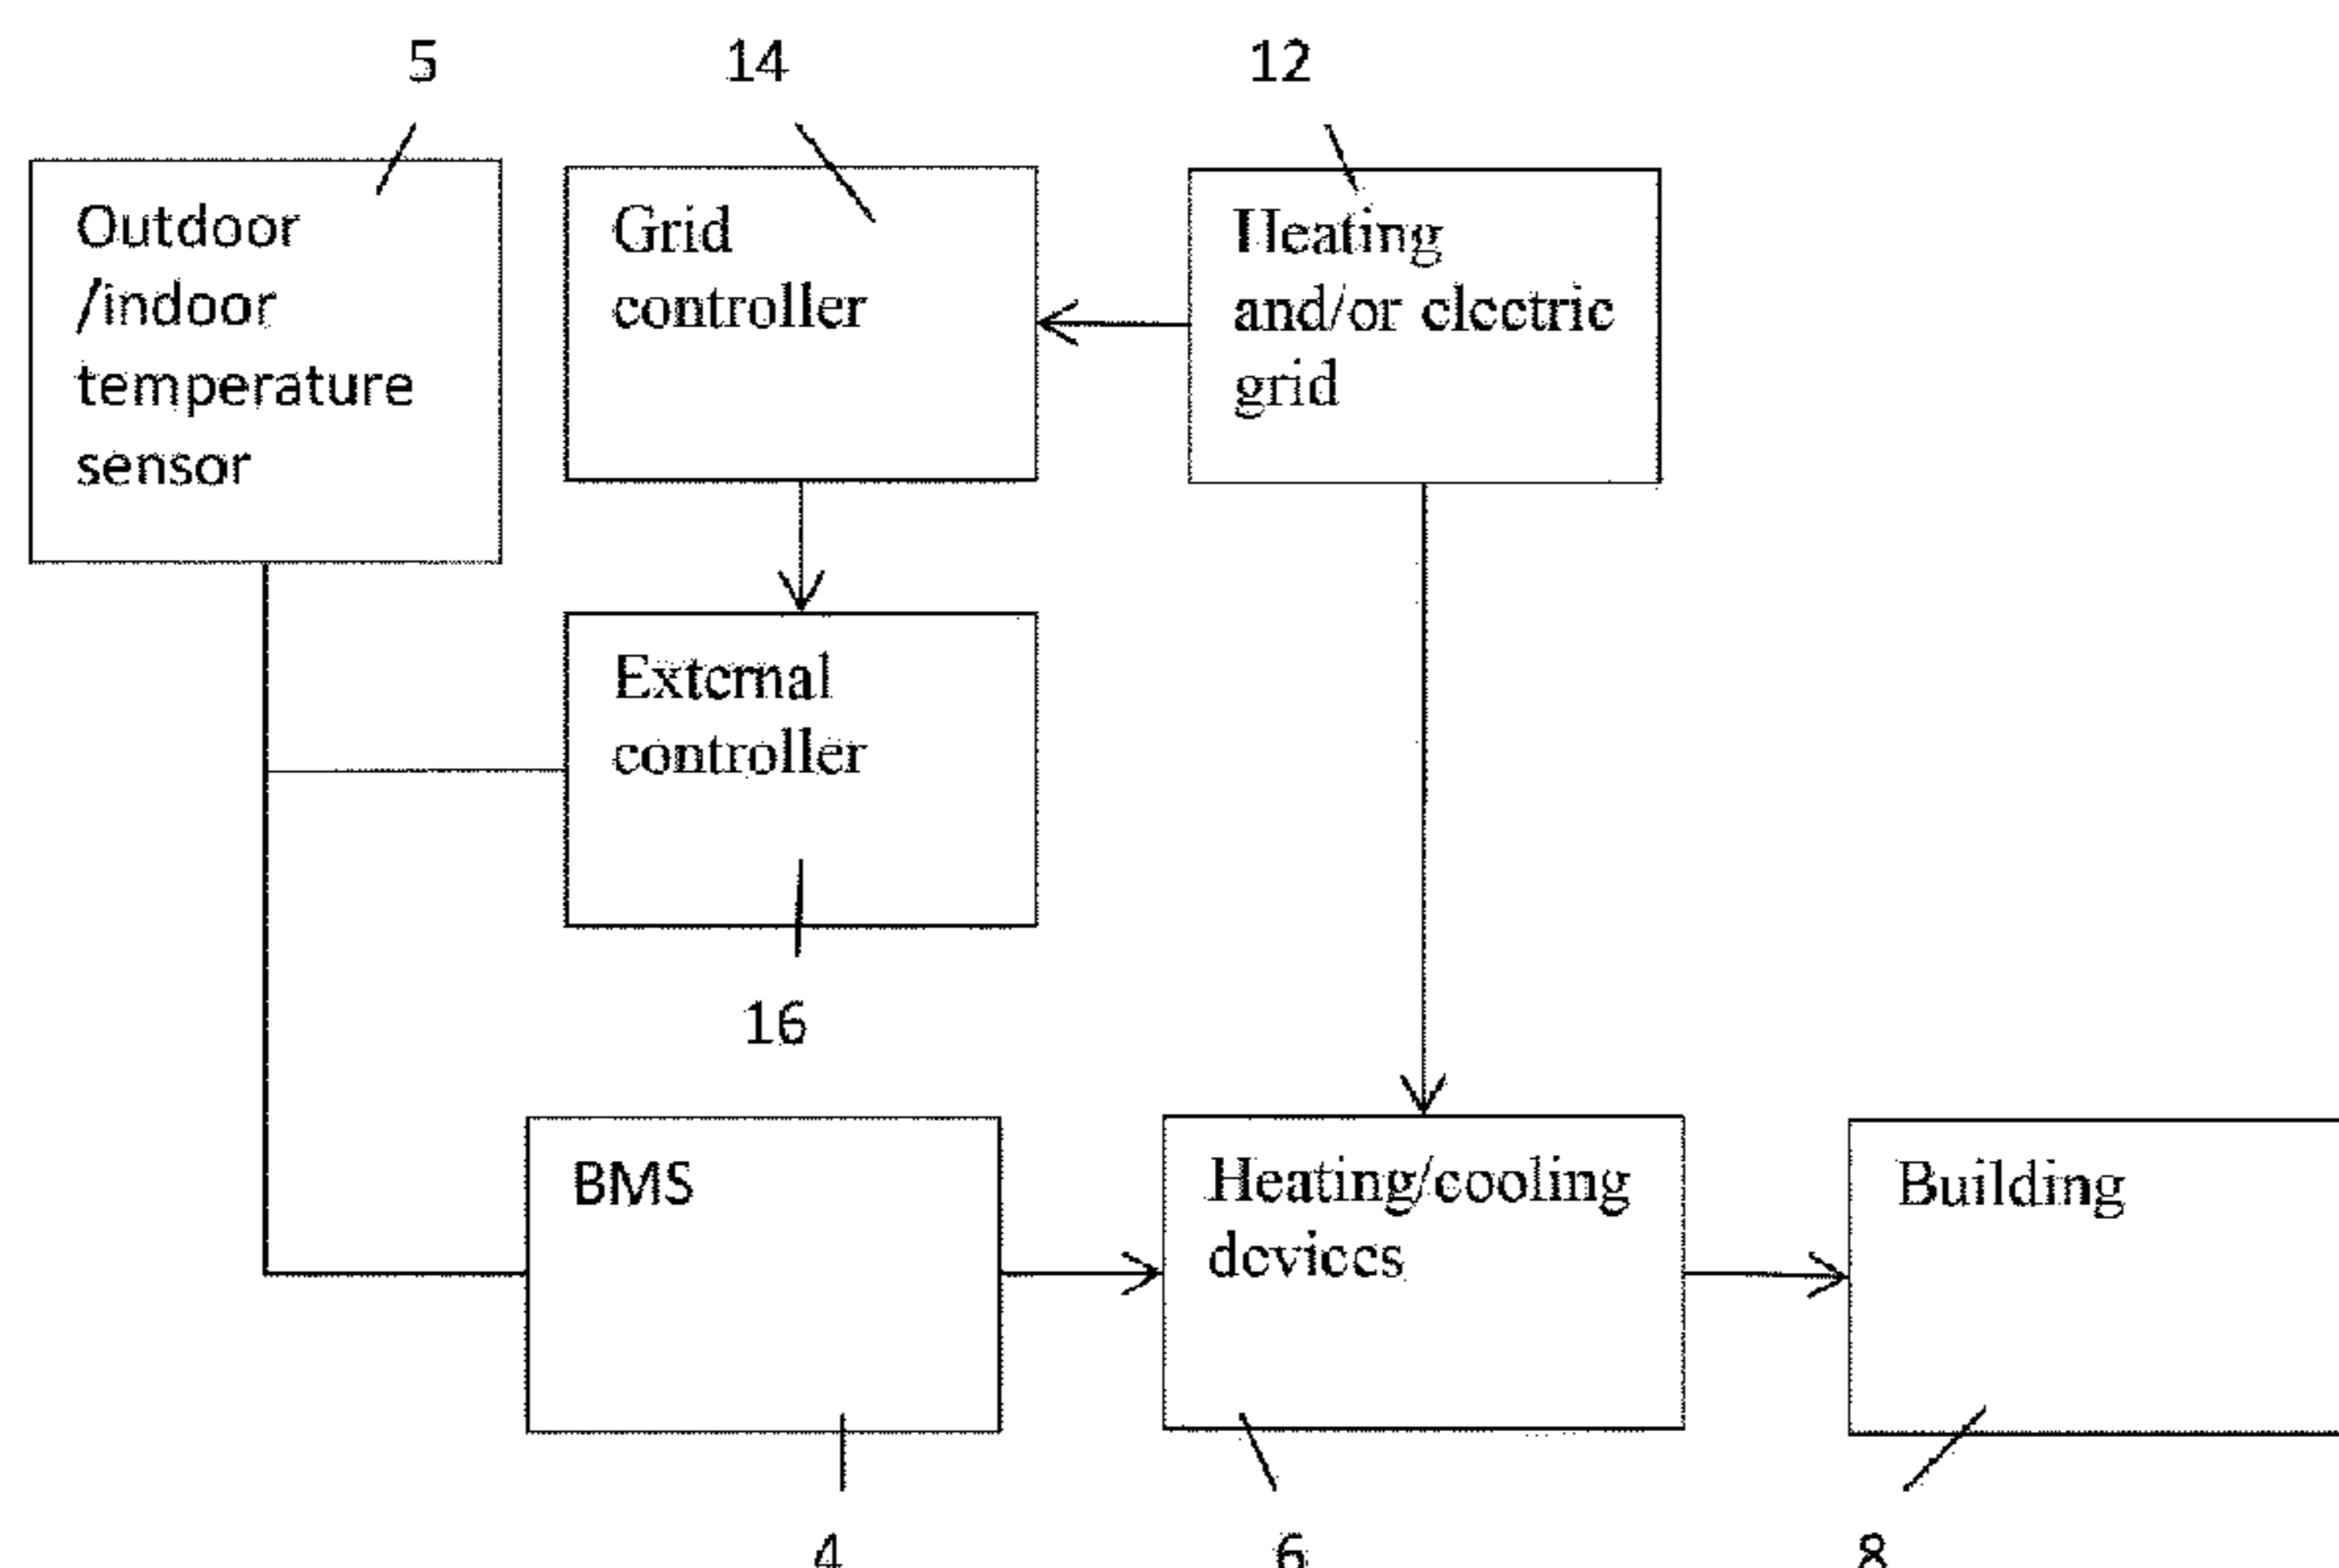 5
14
12
Outdoor
/indoor
temperature
sensor
Grid
controller
Heating
and/or electric
grid
External
controller
16
BMS
Heating/cooling
devices
Building
4
6
8